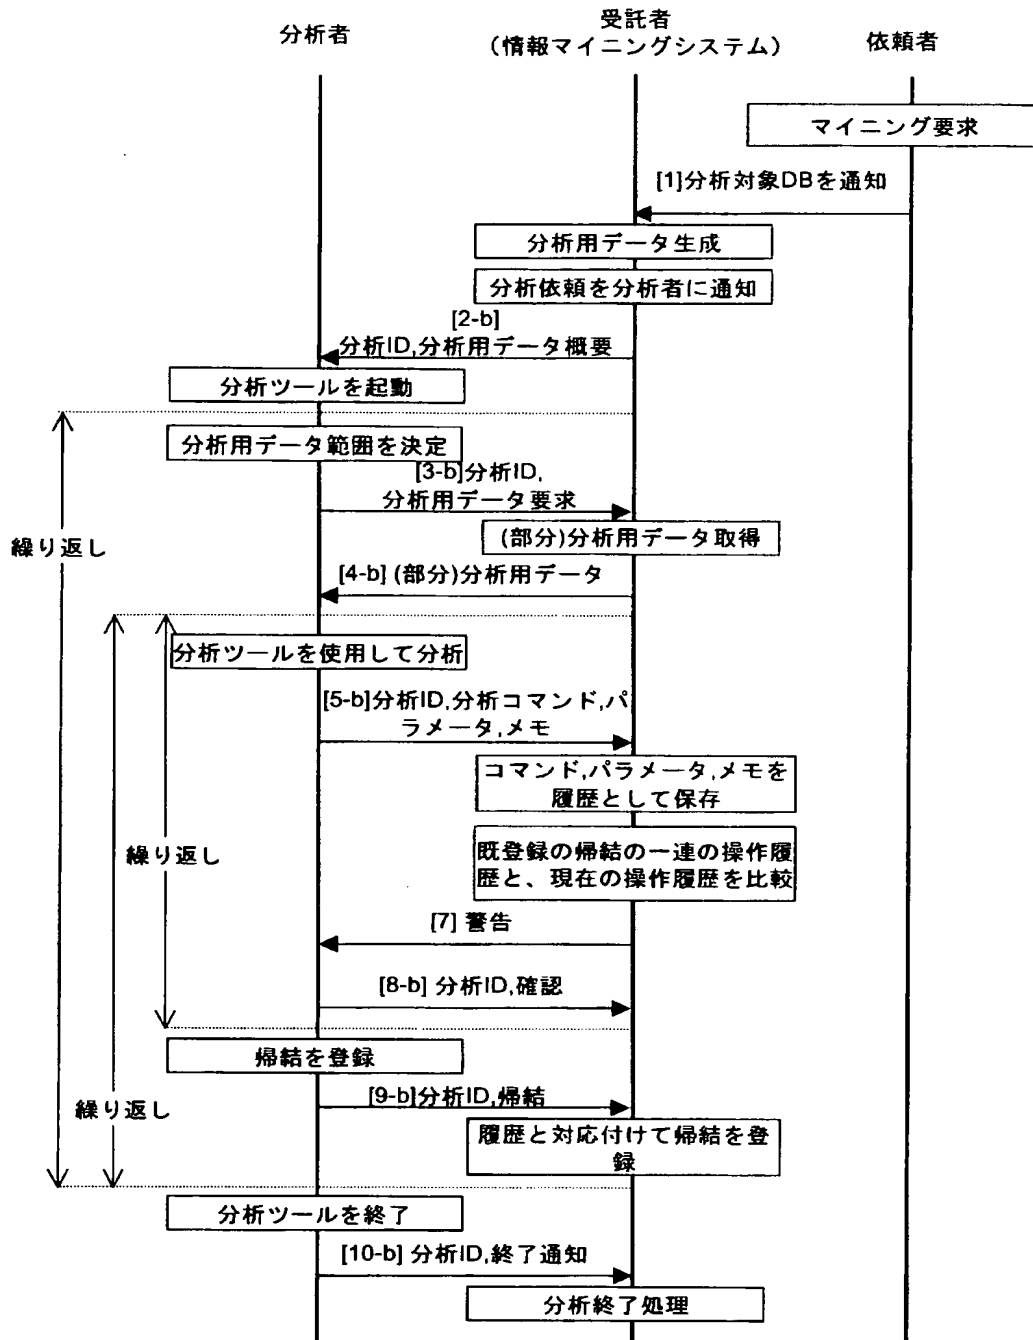 分析者
受託者
（情報マイニングシステム）
依頼者
マイニング要求
[1]分析対象DBを通知
分析用データ生成
分析依頼を分析者に通知
[2-b]
分析ID,分析用データ概要
分析ツールを起動
分析用データ範囲を決定
[3-b]分析ID,
分析用データ要求
(部分)分析用データ取得
繰り返し
[4-b] (部分)分析用データ
分析ツールを使用して分析
[5-b]分析ID,分析コマンド,パ
ラメータ,メモ
コマンド,パラメータ,メモを
履歴として保存
既登録の帰結の一連の操作履
歴と、現在の操作履歴を比較
繰り返し
[7] 警告
[8-b] 分析ID,確認
帰結を登録
[9-b]分析ID,帰結
繰り返し
履歴と対応付けて帰結を登
録
分析ツールを終了
[10-b] 分析ID,終了通知
分析終了処理